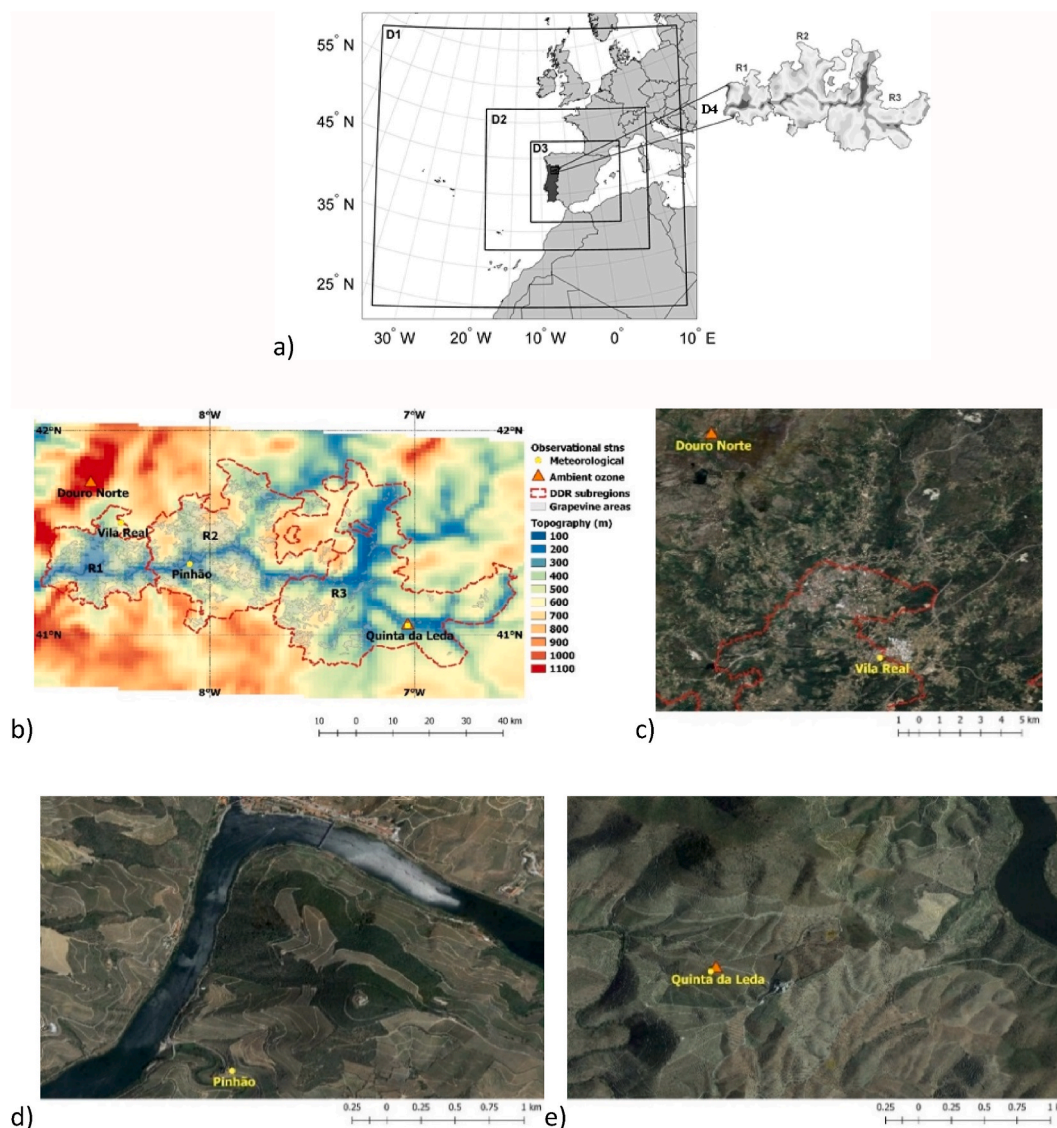 D1
D2
D3
D4
R1
R2
R3
55° N
45° N
35° N
25° N
30° W
20° W
10° W
0°
10° E
a)
8°W
7°W
42°N
42°N
41°N
41°N
8°W
7°W
Douro Norte
Vila Real
R2
R1
Pinhão
R3
Quinta da Leda
Observational stns
Meteorological
Ambient ozone
DDR subregions
Grapevine areas
Topography (m)
100
200
300
400
500
600
700
800
900
1000
1100
10 0 10 20 30 40 km
b)
Douro Norte
Vila Real
1 0 1 2 3 4 5 km
c)
Pinhão
0.25 0 0.25 0.5 0.75 1 km
d)
Quinta da Leda
0.25 0 0.25 0.5 0.75 1 k
e)